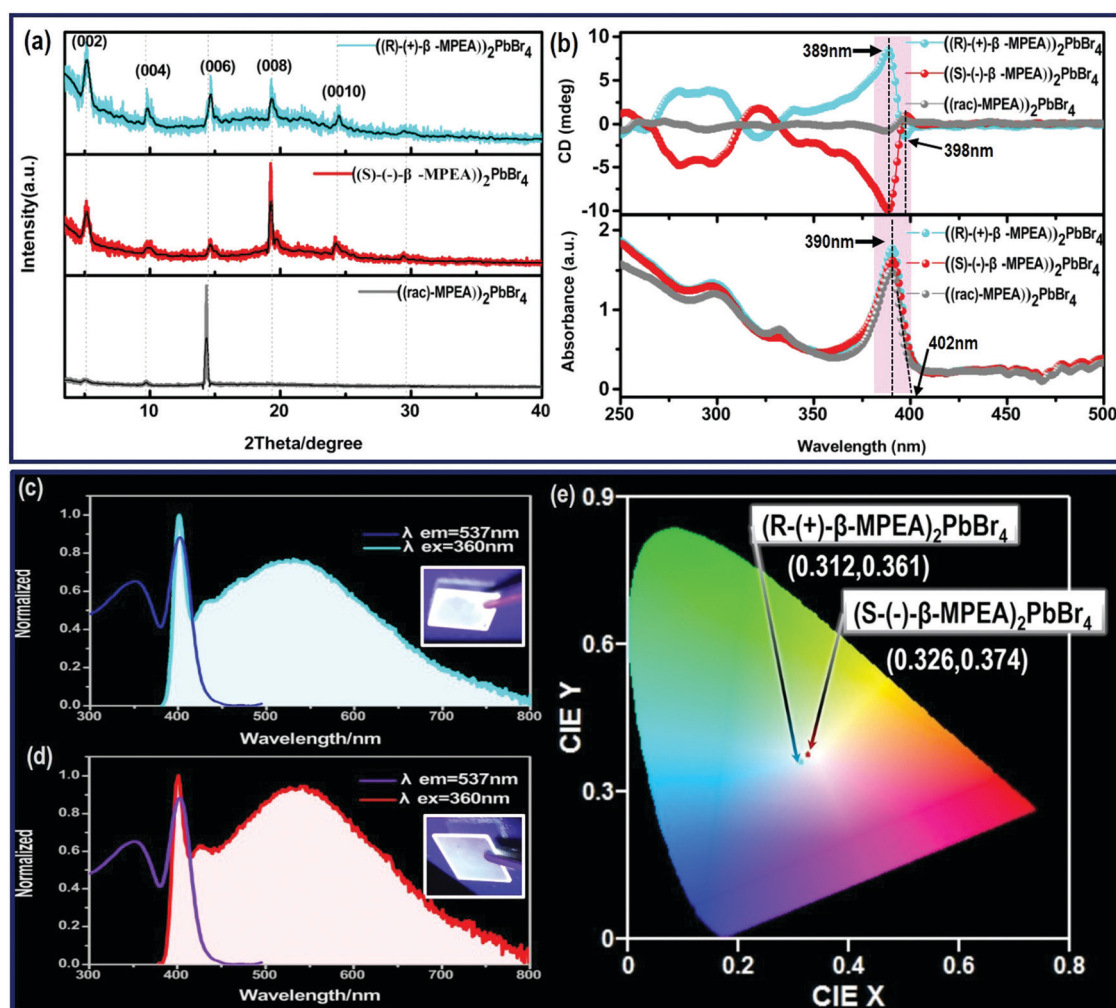 (a)
(002)
(004)
(006)
(008)
(0010)
((R)-(+)-β -MPEA))2PbBr4
((S)-(-)-β -MPEA))2PbBr4
((rac)-MPEA))2PbBr4
Intensity(a.u.)
10
20
30
40
2Theta/degree
(b)
10
5
0
-5
-10
CD (mdeg)
389nm
398nm
((R)-(+)-β -MPEA))2PbBr4
((S)-(-)-β -MPEA))2PbBr4
((rac)-MPEA))2PbBr4
2
1
0
Absorbance (a.u.)
390nm
402nm
((R)-(+)-β -MPEA))2PbBr4
((S)-(-)-β -MPEA))2PbBr4
((rac)-MPEA))2PbBr4
250
300
350
400
450
500
Wavelength (nm)
(c)
1.0
0.8
0.6
0.4
0.2
0.0
Normalized
λ em=537nm
λ ex=360nm
300
400
500
600
700
800
Wavelength/nm
(d)
1.0
0.8
0.6
0.4
0.2
0.0
Normalized
λ em=537nm
λ ex=360nm
300
400
500
600
700
800
Wavelength/nm
(e)
0.9
0.6
0.3
0
CIE Y
(R-(+)-β-MPEA)2PbBr4
(0.312,0.361)
(S-(-)-β-MPEA)2PbBr4
(0.326,0.374)
0
0.2
0.4
0.6
0.8
CIE X